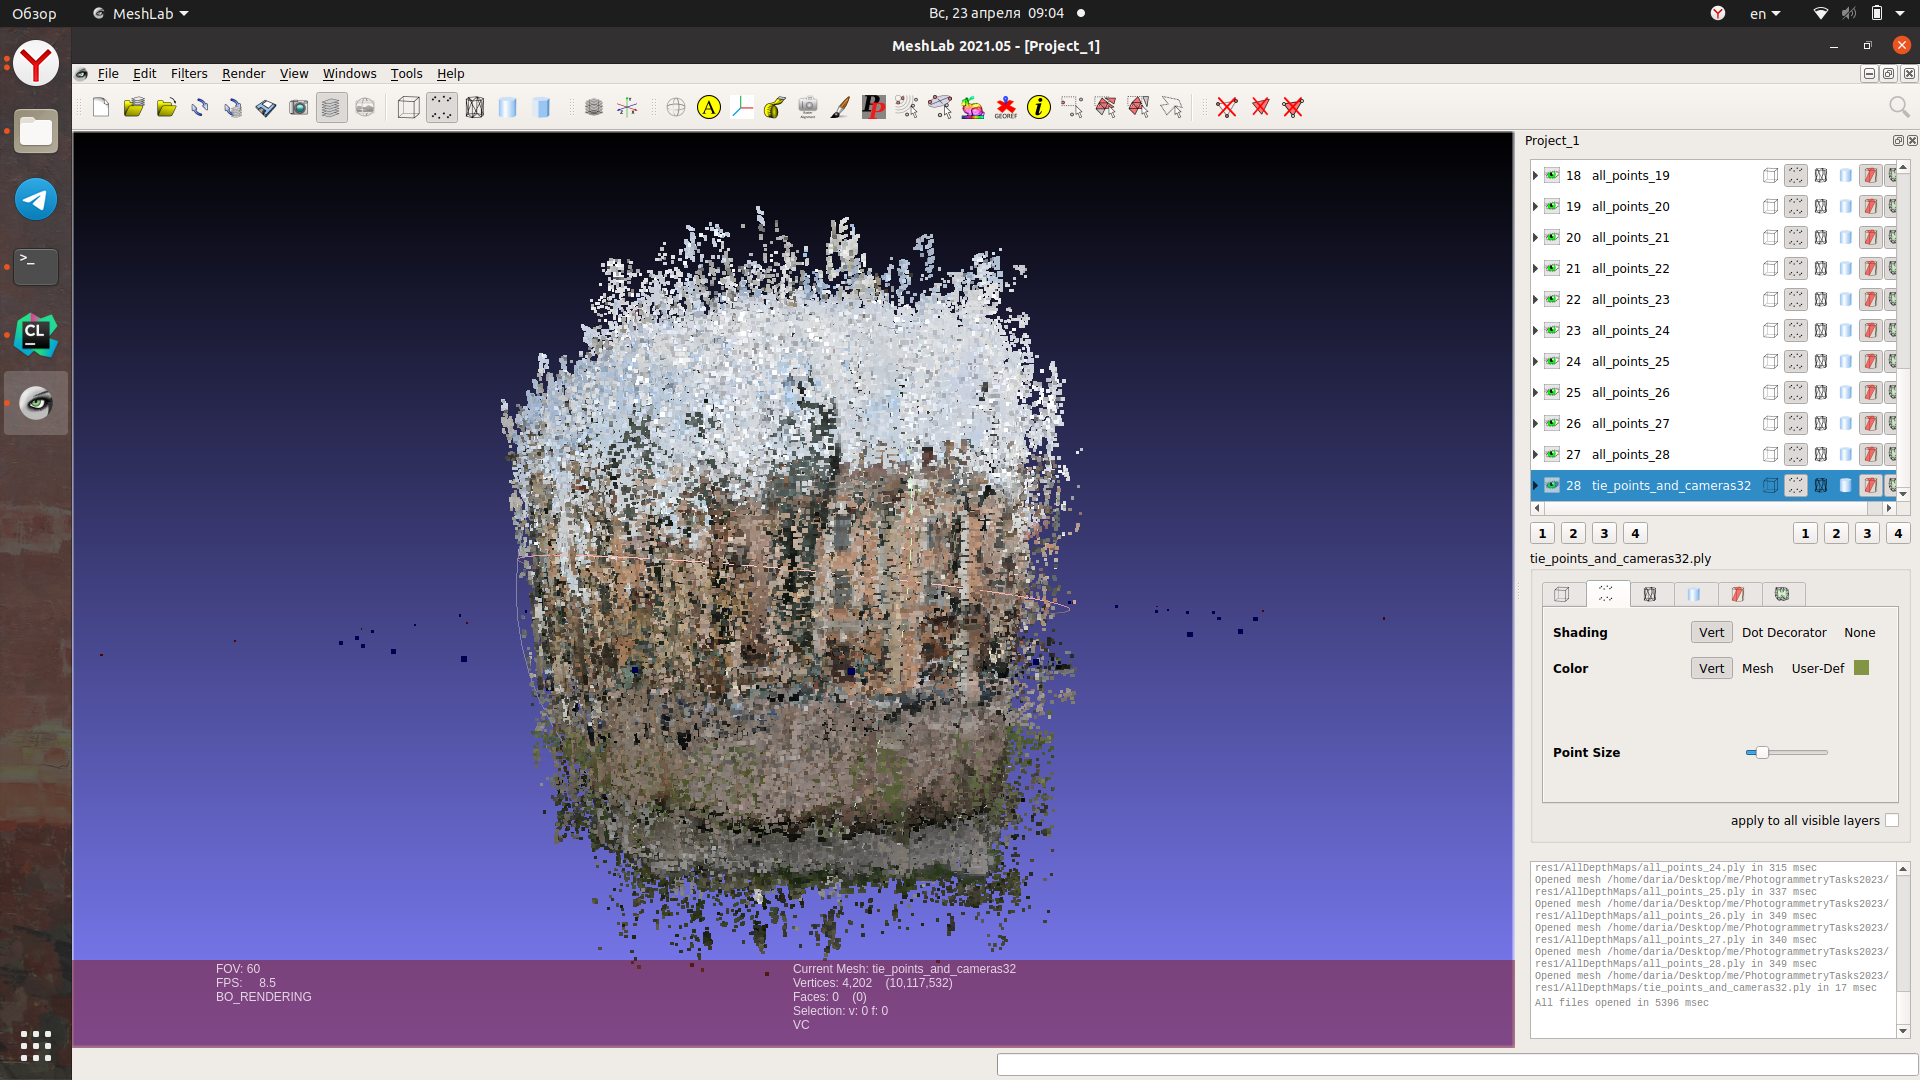 Обзор
MeshLab
Вс, 23 апреля 09:04
en
MeshLab 2021.05 - [Project_1]
File Edit Filters Render View Windows Tools Help
A
PP
GEOREF
i
>_
CL
Project_1
18 all_points_19
19 all_points_20
20 all_points_21
21 all_points_22
22 all_points_23
23 all_points_24
24 all_points_25
25 all_points_26
26 all_points_27
27 all_points_28
28 tie_points_and_cameras32
1 2 3 4 1 2 3 4
tie_points_and_cameras32.ply
Shading Vert Dot Decorator None
Color Vert Mesh User-Def
Point Size
apply to all visible layers
res1/AllDepthMaps/all_points_24.ply in 315 msec
Opened mesh /home/daria/Desktop/me/PhotogrammetryTasks2023/
res1/AllDepthMaps/all_points_25.ply in 337 msec
Opened mesh /home/daria/Desktop/me/PhotogrammetryTasks2023/
res1/AllDepthMaps/all_points_26.ply in 349 msec
Opened mesh /home/daria/Desktop/me/PhotogrammetryTasks2023/
res1/AllDepthMaps/all_points_27.ply in 340 msec
Opened mesh /home/daria/Desktop/me/PhotogrammetryTasks2023/
res1/AllDepthMaps/all_points_28.ply in 349 msec
Opened mesh /home/daria/Desktop/me/PhotogrammetryTasks2023/
res1/AllDepthMaps/tie_points_and_cameras32.ply in 17 msec
All files opened in 5396 msec
FOV: 60
FPS: 8.5
BO_RENDERING
Current Mesh: tie_points_and_cameras32
Vertices: 4,202 (10,117,532)
Faces: 0 (0)
Selection: v: 0 f: 0
VC